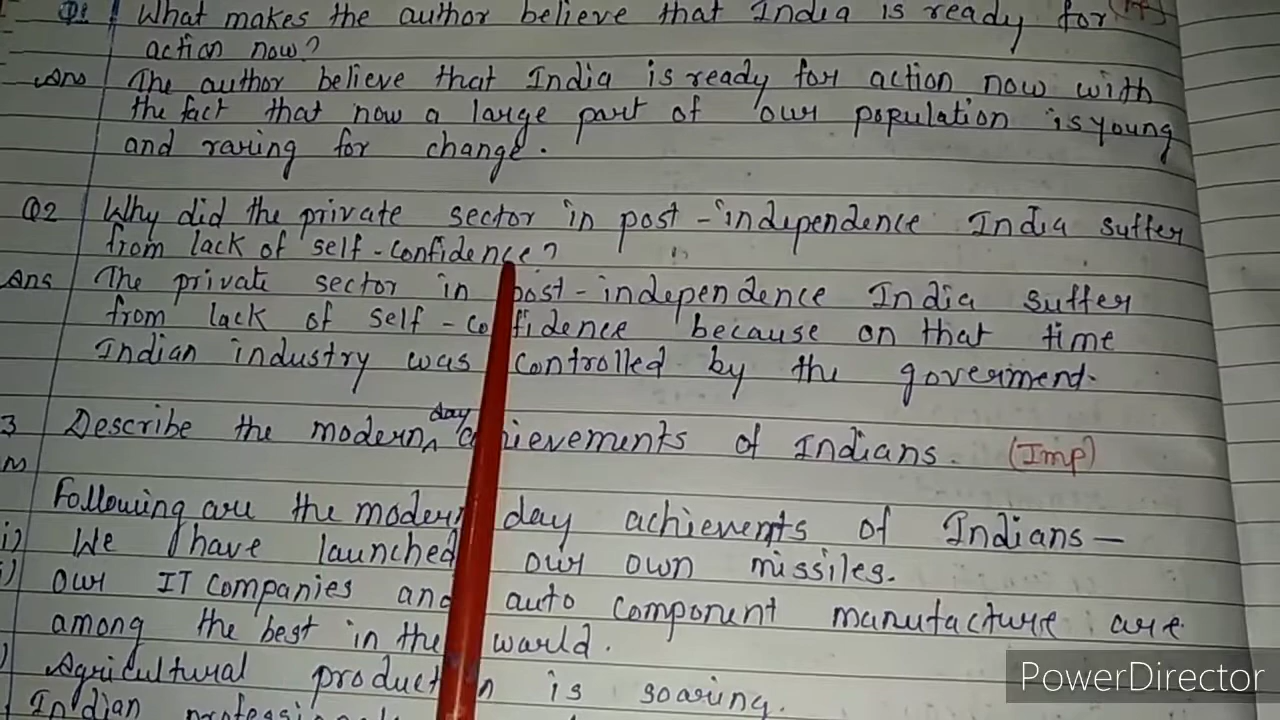 Q1 What makes the author believe that India is ready for
action now?
Ans The author believe that India is ready for action now with
the fact that now a large part of our population is young
and raring for change.
Q2 Why did the private sector in post-independence India suffer
from lack of self-confidence?
Ans The private sector in post-independence India suffer
from lack of self-confidence because on that time
Indian industry was controlled by the goverment.
3 Describe the modern day achievements of Indians. (Imp)
Following are the modern day achievemts of Indians—
i) We have launched our own missiles.
our IT companies and auto component manufacture are
among the best in the world.
Agricultural production is soaring.
Indian
PowerDirector